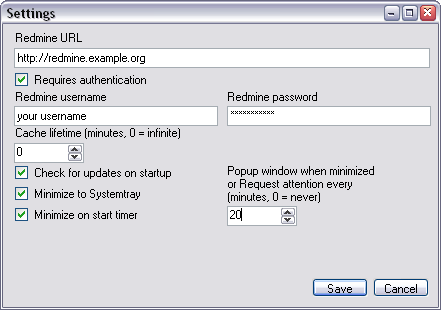 Settings
Redmine URL
http://redmine.example.org
Requires authentication
Redmine username
Redmine password
your username
***********
Cache lifetime (minutes, 0 = infinite)
0
Check for updates on startup
Popup window when minimized
or Request attention every
(minutes, 0 = never)
Minimize to Systemtray
Minimize on start timer
20
Save
Cancel